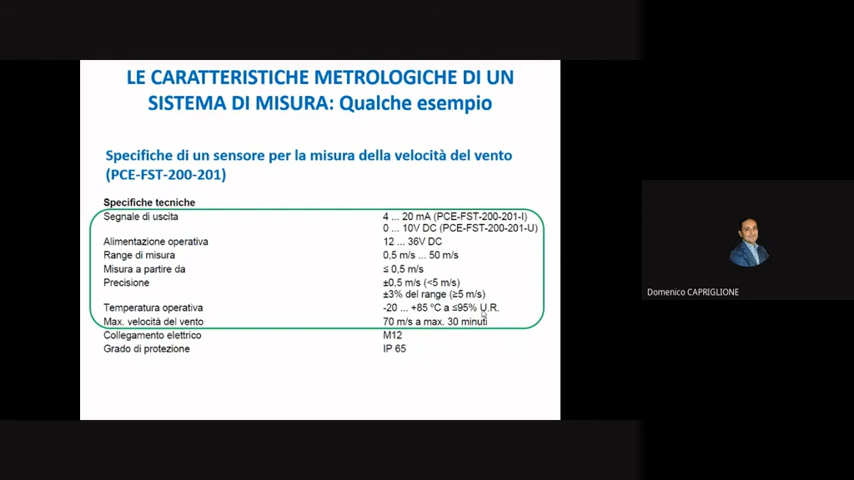 LE CARATTERISTICHE METROLOGICHE DI UN
SISTEMA DI MISURA: Qualche esempio
Specifiche di un sensore per la misura della velocità del vento
(PCE-FST-200-201)
Specifiche tecniche
Segnale di uscita 4 ... 20 mA (PCE-FST-200-201-I)
0 ... 10V DC (PCE-FST-200-201-U)
Alimentazione operativa 12 ... 36V DC
Range di misura 0,5 m/s ... 50 m/s
Misura a partire da ≤ 0,5 m/s
Precisione ±0,5 m/s (<5 m/s)
±3% del range (≥5 m/s)
Temperatura operativa -20 ... +85 ºC a ≤95% U.R.
Max. velocità del vento 70 m/s a max. 30 minuti
Collegamento elettrico M12
Grado di protezione IP 65
Domenico CAPRIGLIONE